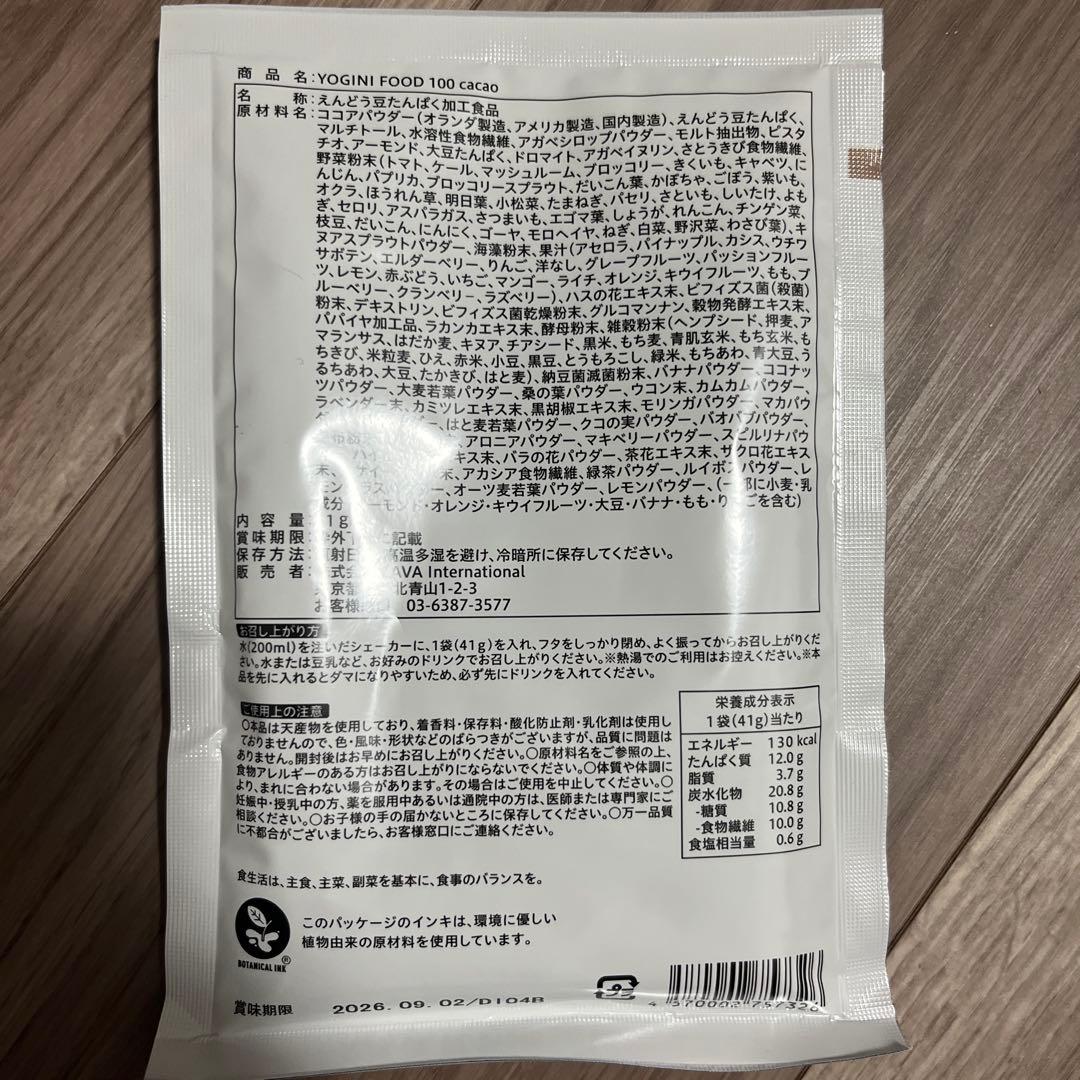 商品名:YOGINI FOOD 100 cacao
名称:えんどう豆たんぱく加工食品
原材料名:ココアパウダー(オランダ製造、アメリカ製造、国内製造)、えんどう豆たんぱく、
マルチトール、水溶性食物繊維、アガベシロップパウダー、モルト抽出物、ピスタ
チオ、アーモンド、大豆たんぱく、ドロマイト、アガベイヌリン、さとうきび食物繊維、
野菜粉末(トマト、ケール、マッシュルーム、ブロッコリー、きくいも、キャベツ、に
んじん、パプリカ、ブロッコリースプラウト、だいこん葉、かぼちゃ、ごぼう、紫いも、
オクラ、ほうれん草、明日葉、小松菜、たまねぎ、パセリ、さといも、しいたけ、よも
ぎ、セロリ、アスパラガス、さつまいも、エゴマ葉、しょうが、れんこん、チンゲン菜、
枝豆、だいこん、にんにく、ゴーヤ、モロヘイヤ、ねぎ、白菜、野沢菜、わさび葉)、キ
ヌアスプラウトパウダー、海藻粉末、果汁(アセロラ、パイナップル、カシス、ウチワ
サボテン、エルダーベリー、りんご、洋なし、グレープフルーツ、パッションフルー
ツ、レモン、赤ぶどう、いちご、マンゴー、ライチ、オレンジ、キウイフルーツ、もも、ブ
ルーベリー、クランベリー、ラズベリー)、ハスの花エキス末、ビフィズス菌(殺菌)
粉末、デキストリン、ビフィズス菌乾燥粉末、グルコマンナン、穀物発酵エキス末、
パパイヤ加工品、ラカンカエキス末、酵母粉末、雑穀粉末(ヘンプシード、押麦、ア
マランサス、はだか麦、キヌア、チアシード、黒米、もち麦、青肌玄米、もち玄米、も
ちきび、米粒麦、ひえ、赤米、小豆、黒豆、とうもろこし、緑米、もちあわ、青大豆、う
るちあわ、大豆、たかきび、はと麦)、納豆菌滅菌粉末、バナナパウダー、ココナッ
ツパウダー、大麦若葉パウダー、桑の葉パウダー、ウコン末、カムカムパウダー、
ラベンダー末、カミツレエキス末、黒胡椒エキス末、モリンガパウダー、マカパウ
、はと麦若葉パウダー、クコの実パウダー、バオバブパウダー、
、アロニアパウダー、マキベリーパウダー、スピルリナパウ
キス末、バラの花パウダー、茶花エキス末、ザクロ花エキス
末、アカシア食物繊維、緑茶パウダー、ルイボスパウダー、レ
オーツ麦若葉パウダー、レモンパウダー、(一部に小麦・乳
成分・アーモンド・オレンジ・キウイフルーツ・大豆・バナナ・もも・りんごを含む)
内容量: 1g
賞味期限: 外下 に記載
保存方法: 直射日 高温多湿を避け、冷暗所に保存してください。
販売者: 株式会 AVA International
東京都 北青山1-2-3
お客様 03-6387-3577
お召し上がり方
水(200ml)を注いだシェーカーに、1袋(41g)を入れ、フタをしっかり閉め、よく振ってからお召し上がりくだ
さい。水または豆乳など、お好みのドリンクでお召し上がりください。※熱湯でのご利用はお控えください。※本
品を先に入れるとダマになりやすいため、必ず先にドリンクを入れてください。
ご使用上の注意
〇本品は天産物を使用しており、着香料・保存料・酸化防止剤・乳化剤は使用し
ておりませんので、色・風味・形状などのばらつきがございますが、品質に問題は
ありません。開封後はお早めにお召し上がりください。〇原材料名をご参照の上、
食物アレルギーのある方はお召し上がりにならないでください。〇体質や体調に
より、まれに合わない場合があります。その場合はご使用を中止してください。〇
妊娠中・授乳中の方、薬を服用中あるいは通院中の方は、医師または専門家にご
相談ください。〇お子様の手の届かないところに保存してください。〇万一品質
に不都合がございましたら、お客様窓口にご連絡ください。
栄養成分表示
1袋(41g)当たり
エネルギー 130 kcal
たんぱく質 12.0 g
脂質 3.7 g
炭水化物 20.8 g
-糖質 10.8 g
-食物繊維 10.0 g
食塩相当量 0.6 g
食生活は、主食、主菜、副菜を基本に、食事のバランスを。
このパッケージのインキは、環境に優しい
植物由来の原材料を使用しています。
BOTANICAL INK®
プラ
賞味期限 2026. 09. 02/D104B
4 570002 757326